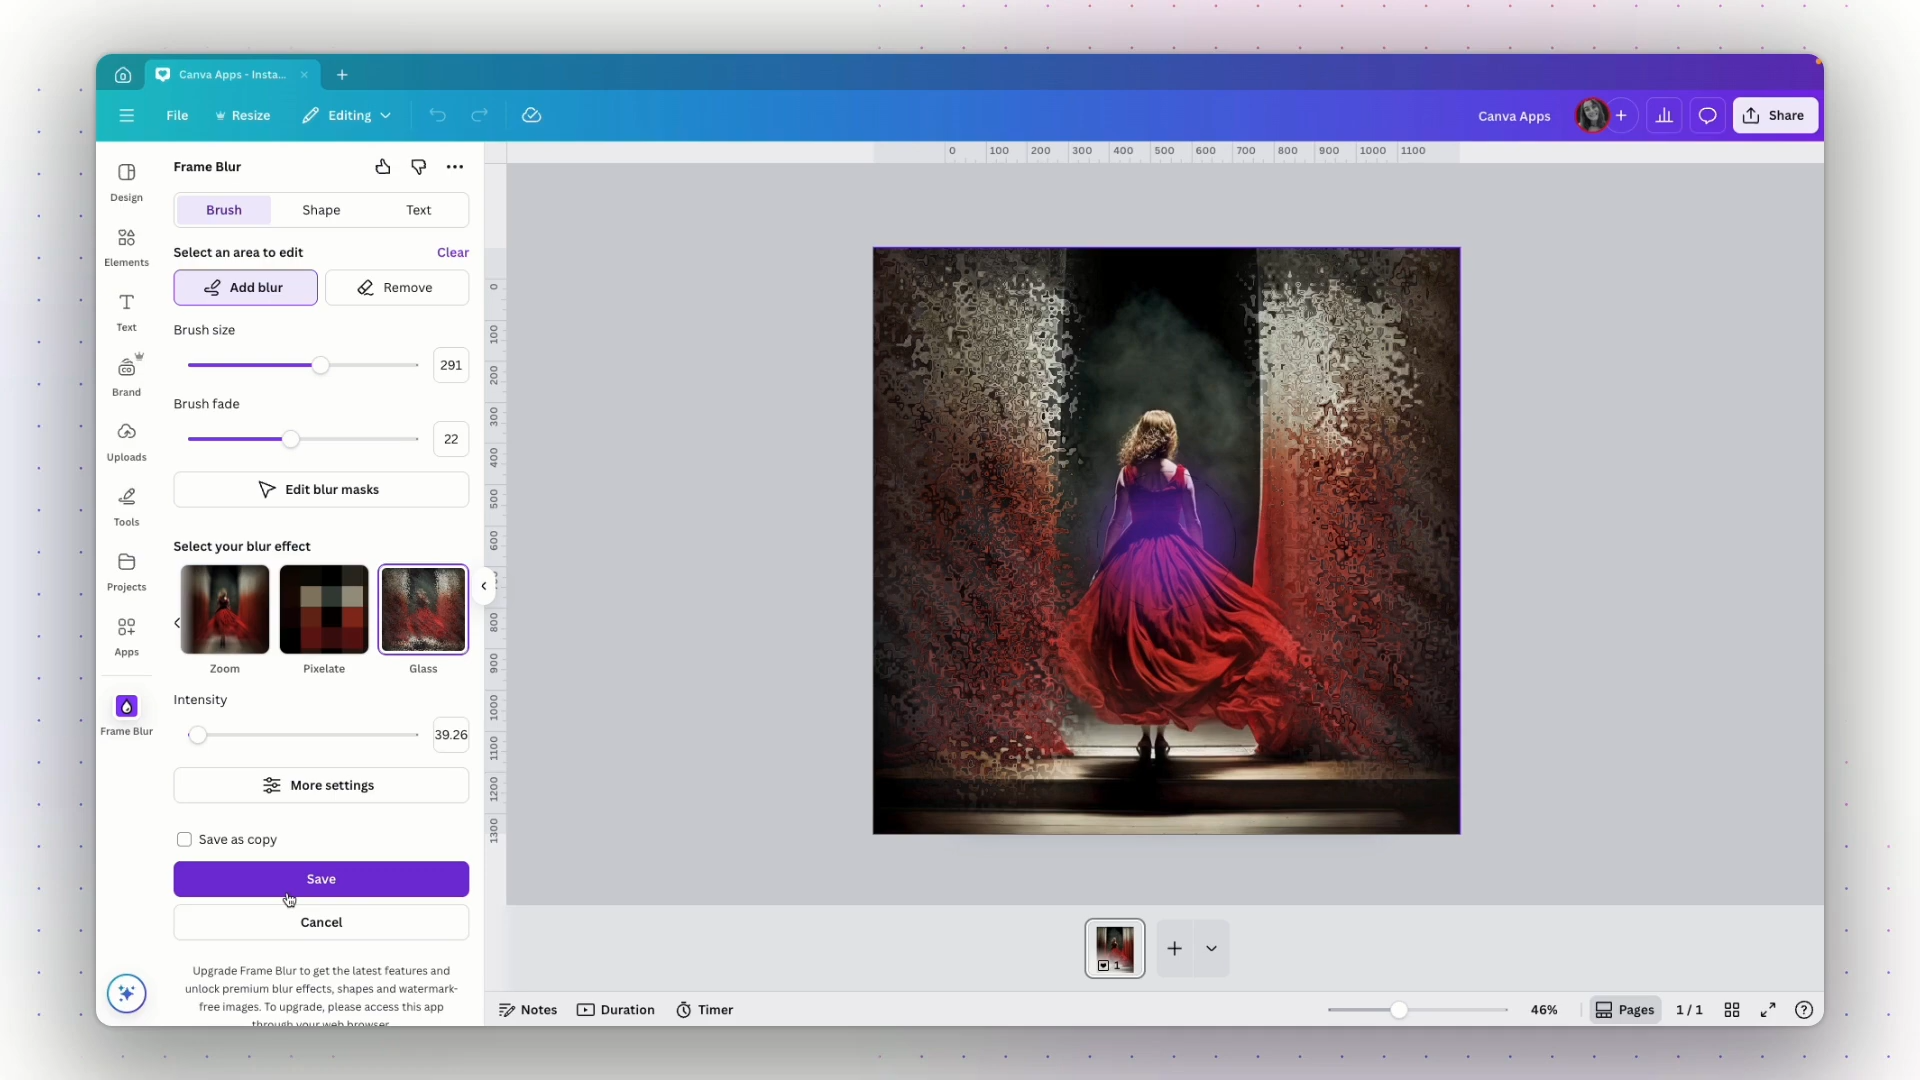 Canva Apps - Insta...
File
Resize
Editing
Canva Apps
Share
Design
Elements
Text
Brand
Uploads
Tools
Projects
Apps
Frame Blur
Frame Blur
Brush
Shape
Text
Select an area to edit
Clear
Add blur
Remove
Brush size
291
Brush fade
22
Edit blur masks
Select your blur effect
Zoom
Pixelate
Glass
Intensity
39.26
More settings
Save as copy
Save
Cancel
Upgrade Frame Blur to get the latest features and
unlock premium blur effects, shapes and watermark-
free images. To upgrade, please access this app
through your web browser
0 100 200 300 400 500 600 700 800 900 1000 1100
0
100
200
300
400
500
600
800
900
1000
1100
1200
1300
1
Notes
Duration
Timer
46%
Pages
1 / 1